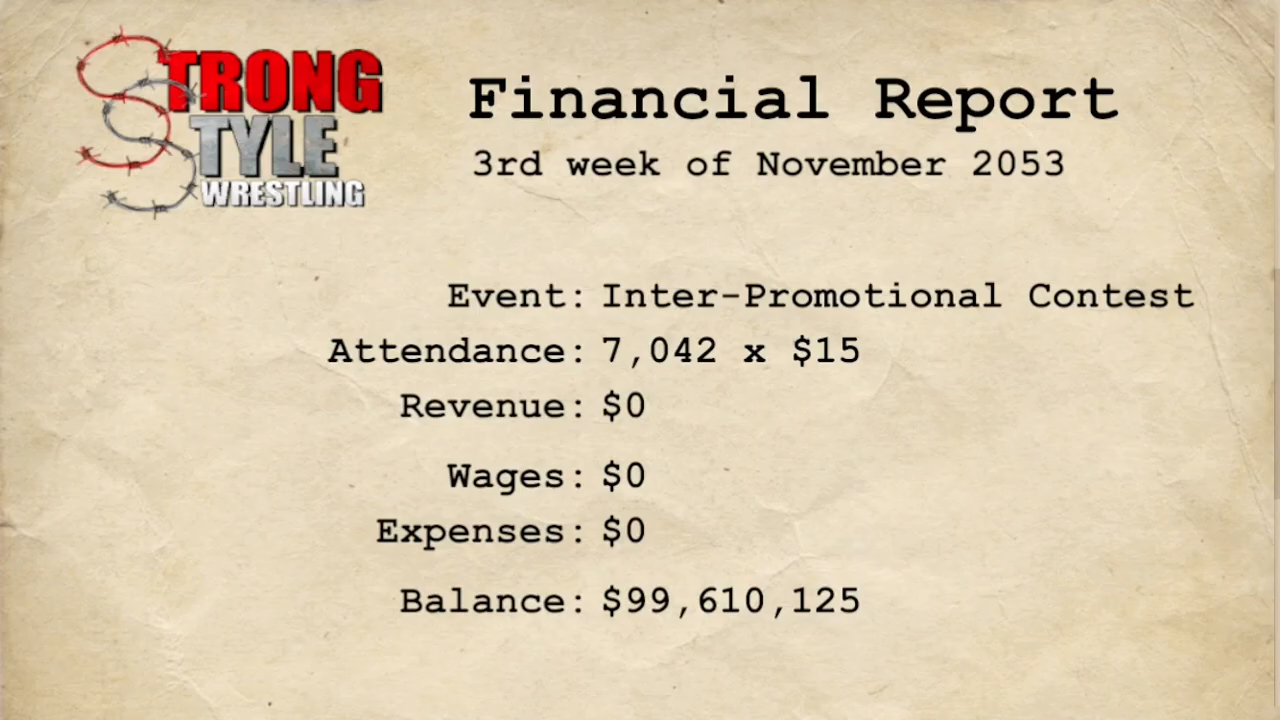 STRONG
STYLE
WRESTLING
Financial Report
3rd week of November 2053
Event: Inter-Promotional Contest
Attendance: 7,042 x $15
Revenue: $0
Wages: $0
Expenses: $0
Balance: $99,610,125